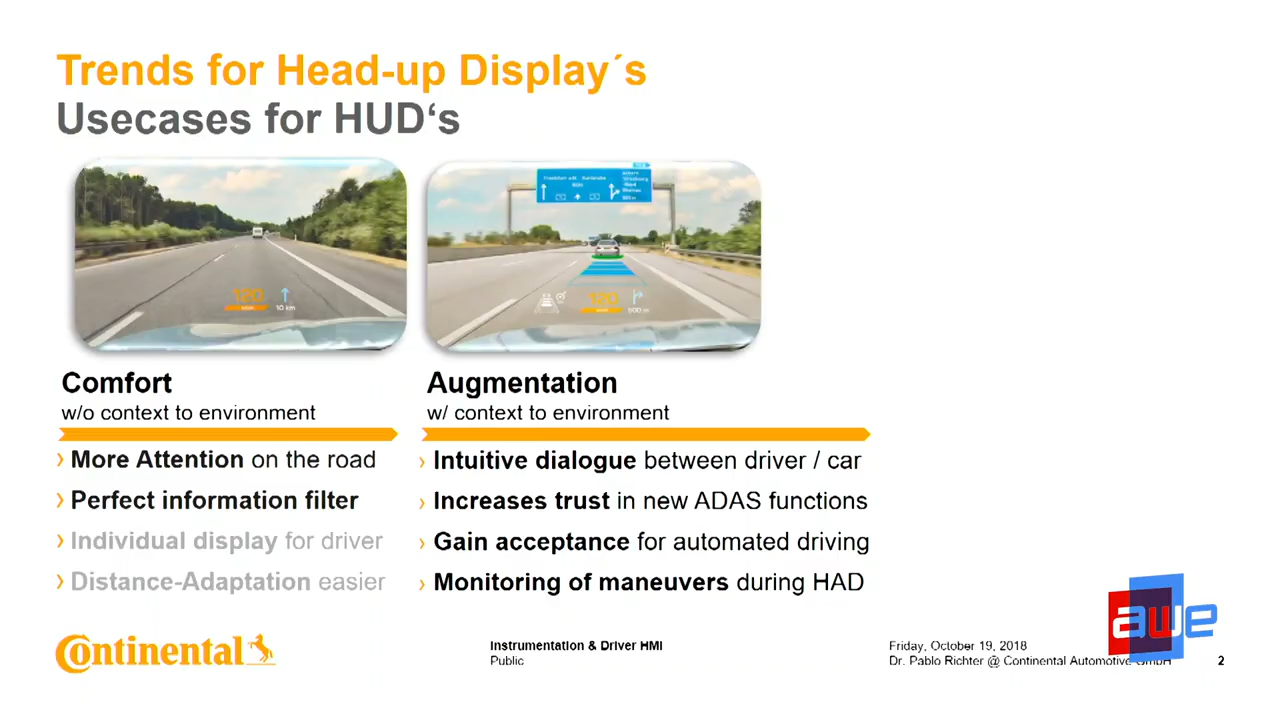 Trends for Head-up Display´s
Usecases for HUD‘s
120
10 km
120
500 m
Comfort
w/o context to environment
› More Attention on the road
› Perfect information filter
› Individual display for driver
› Distance-Adaptation easier
Augmentation
w/ context to environment
› Intuitive dialogue between driver / car
› Increases trust in new ADAS functions
› Gain acceptance for automated driving
› Monitoring of maneuvers during HAD
Continental
Instrumentation & Driver HMI
Public
Friday, October 19, 2018
Dr. Pablo Richter @ Continental Automotive GmbH
2
awe